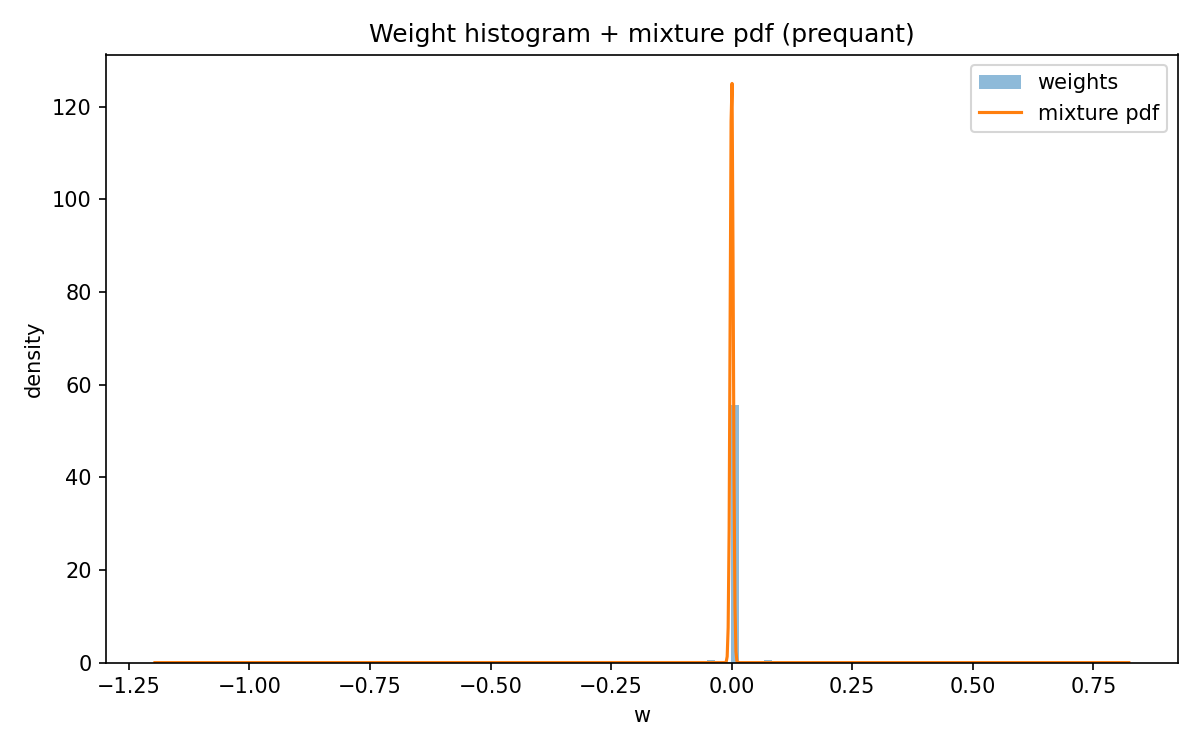 Weight histogram + mixture pdf (prequant)
weights
mixture pdf
density
120
100
80
60
40
20
0
−1.25 −1.00 −0.75 −0.50 −0.25 0.00 0.25 0.50 0.75
w